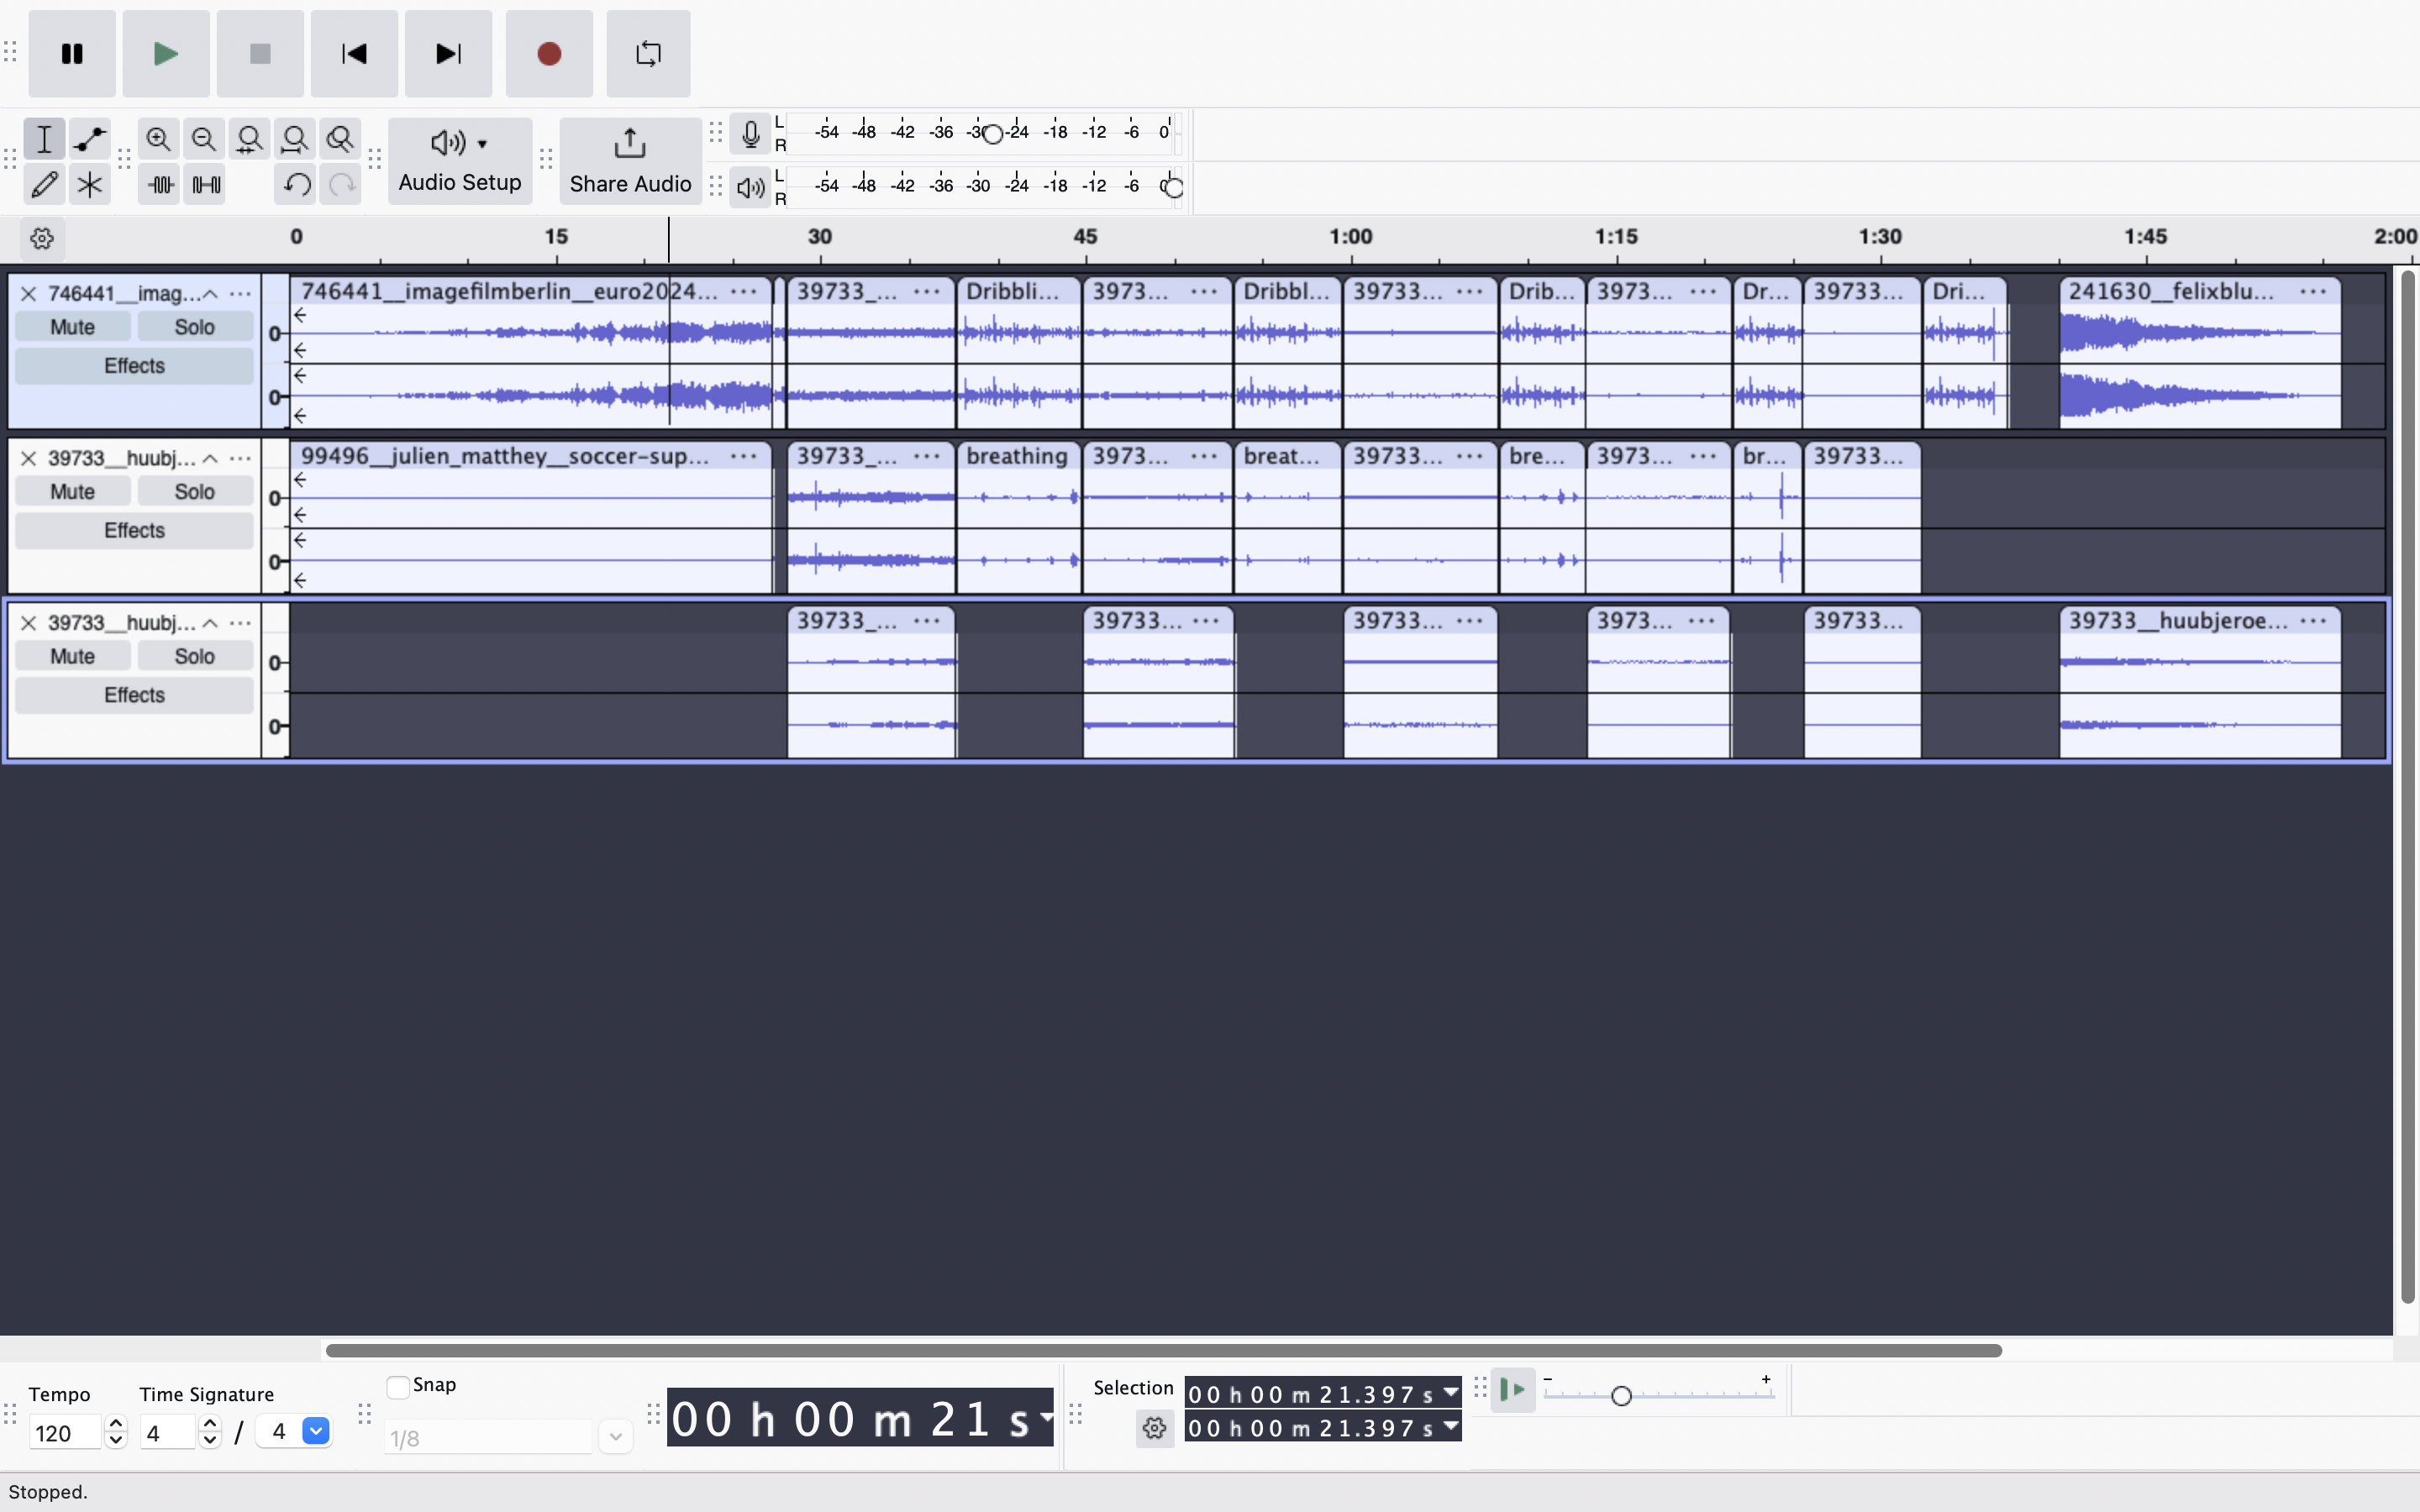 L
R
-54 -48 -42 -36 -30 -24 -18 -12 -6 0
L
R
-54 -48 -42 -36 -30 -24 -18 -12 -6 0
Audio Setup
Share Audio
0 15 30 45 1:00 1:15 1:30 1:45 2:00
746441__imag...
Mute Solo
Effects
0
0
746441__imagefilmberlin__euro2024... 39733_... Dribbli... 3973... Dribbl... 39733... Drib... 3973... Dr... 39733... Dri... 241630__felixblu...
39733__huubj...
Mute Solo
Effects
0
0
99496__julien_matthey__soccer-sup... 39733_... breathing 3973... breat... 39733... bre... 3973... br... 39733...
39733__huubj...
Mute Solo
Effects
0
0
39733_... 39733... 39733... 3973... 39733... 39733__huubjeroe...
Tempo
120
Time Signature
4 / 4
Snap
1/8
00 h 00 m 21 s
Selection
00 h 00 m 21.397 s
00 h 00 m 21.397 s
- +
Stopped.